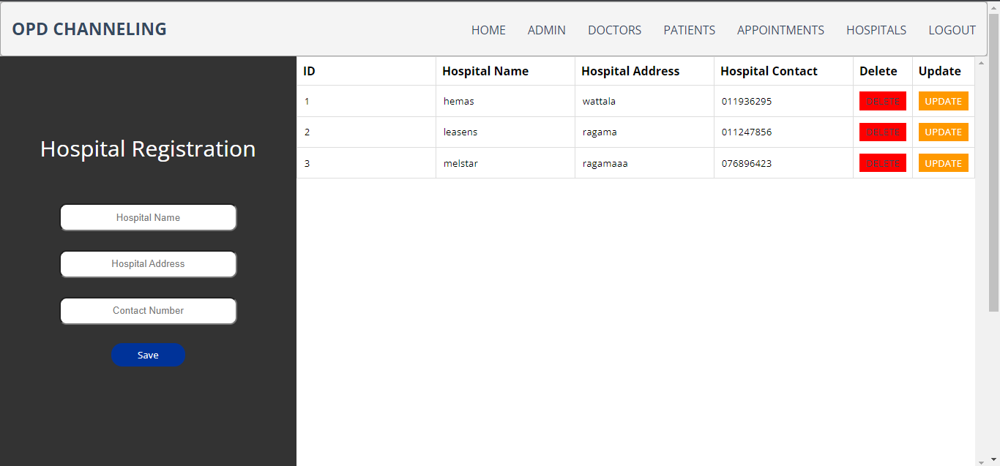 OPD CHANNELING
HOME ADMIN DOCTORS PATIENTS APPOINTMENTS HOSPITALS LOGOUT
Hospital Registration
Hospital Name
Hospital Address
Contact Number
Save
ID Hospital Name Hospital Address Hospital Contact Delete Update
1 hemas wattala 011936295 DELETE UPDATE
2 leasens ragama 011247856 DELETE UPDATE
3 melstar ragamaaa 076896423 DELETE UPDATE